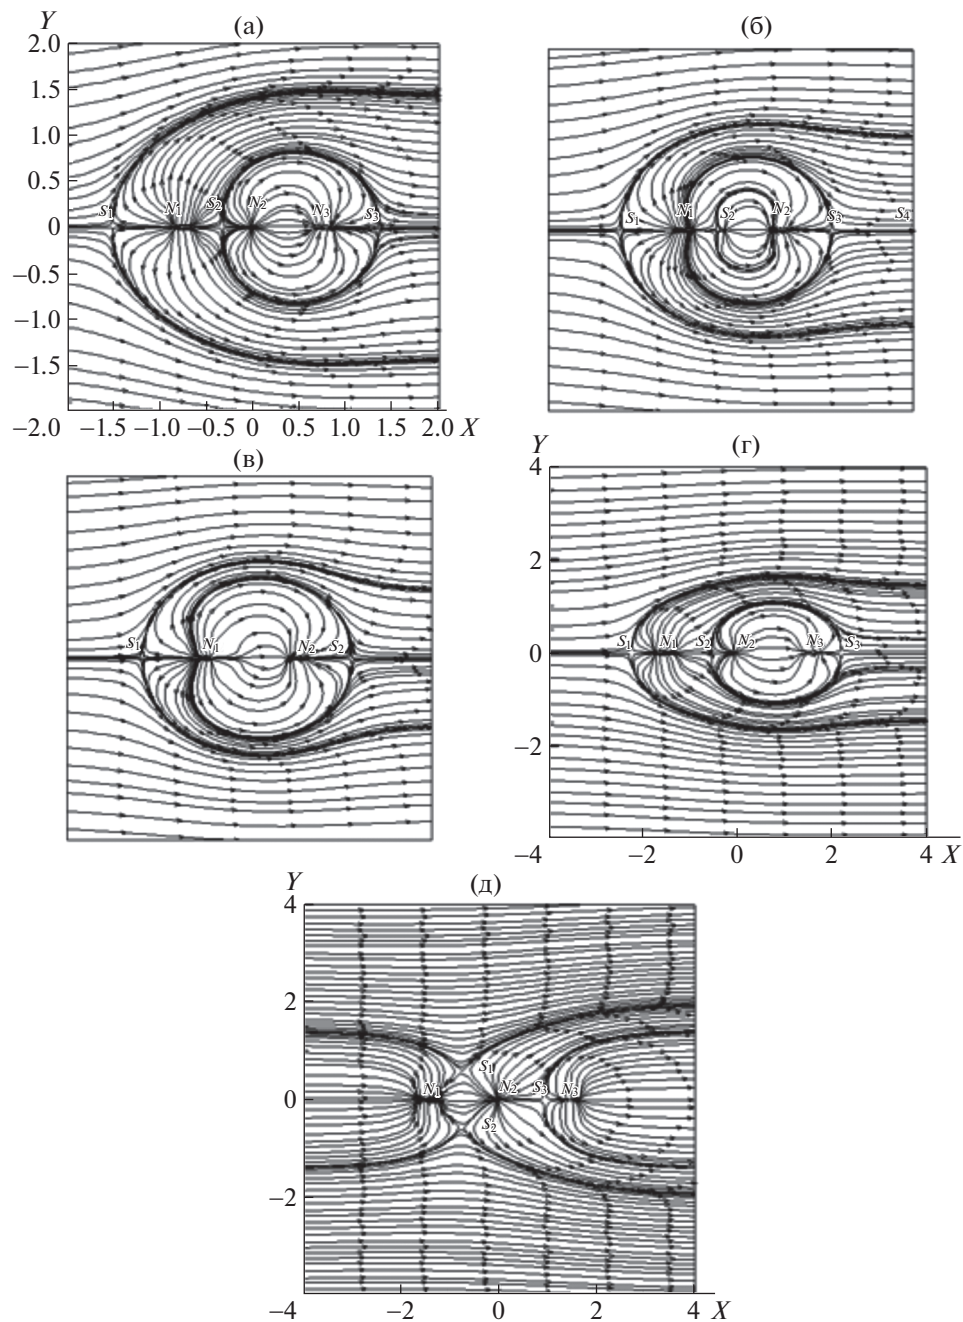 Y (а) (б)
2.0
1.5
1.0
0.5
0
–0.5
–1.0
–1.5
–2.0
S1 N1 S2 N2 N3 S3
S1 N1 S2 N2 S3 S4
–1.5 –1.0 –0.5 0 0.5 1.0 1.5 2.0 X
(в)
S1 N1 N2 S2
Y (г)
4
2
0
–2
–4
S1 N1 S2 N2 N3 S3
–2 0 2 4 X
Y (д)
4
2
0
–2
–4
S1
N1 N2 S3 N3
S2
–2 0 2 4 X